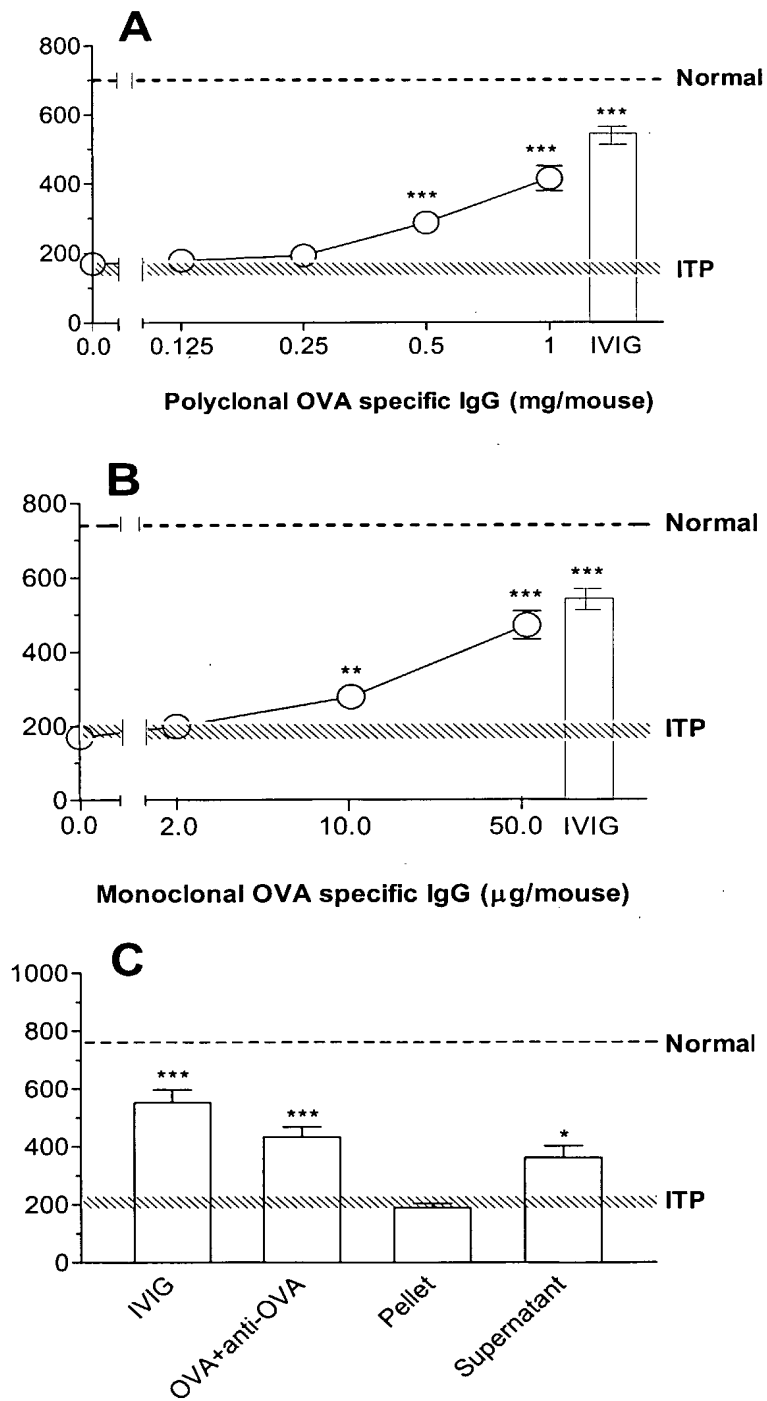 A
800
Normal
600
***
***
***
400
200
ITP
0
0.0 0.125 0.25 0.5 1 IVIG
Polyclonal OVA specific IgG (mg/mouse)
B
800
Normal
600
***
***
**
400
200
ITP
0
0.0 2.0 10.0 50.0 IVIG
Monoclonal OVA specific IgG (μg/mouse)
C
1000
800
Normal
600
***
***
*
400
200
ITP
0
IVIG
OVA+anti-OVA
Pellet
Supernatant